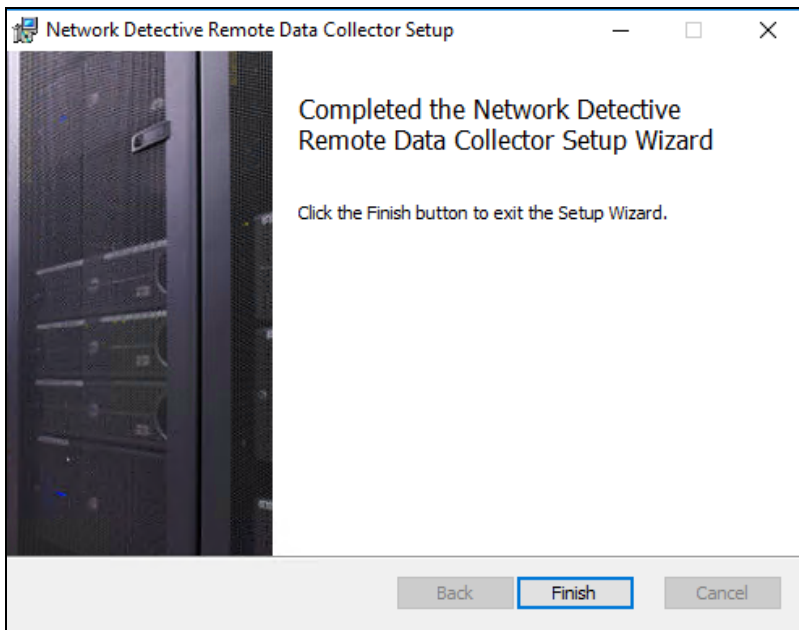 Network Detective Remote Data Collector Setup
Completed the Network Detective
Remote Data Collector Setup Wizard
Click the Finish button to exit the Setup Wizard.
Back
Finish
Cancel